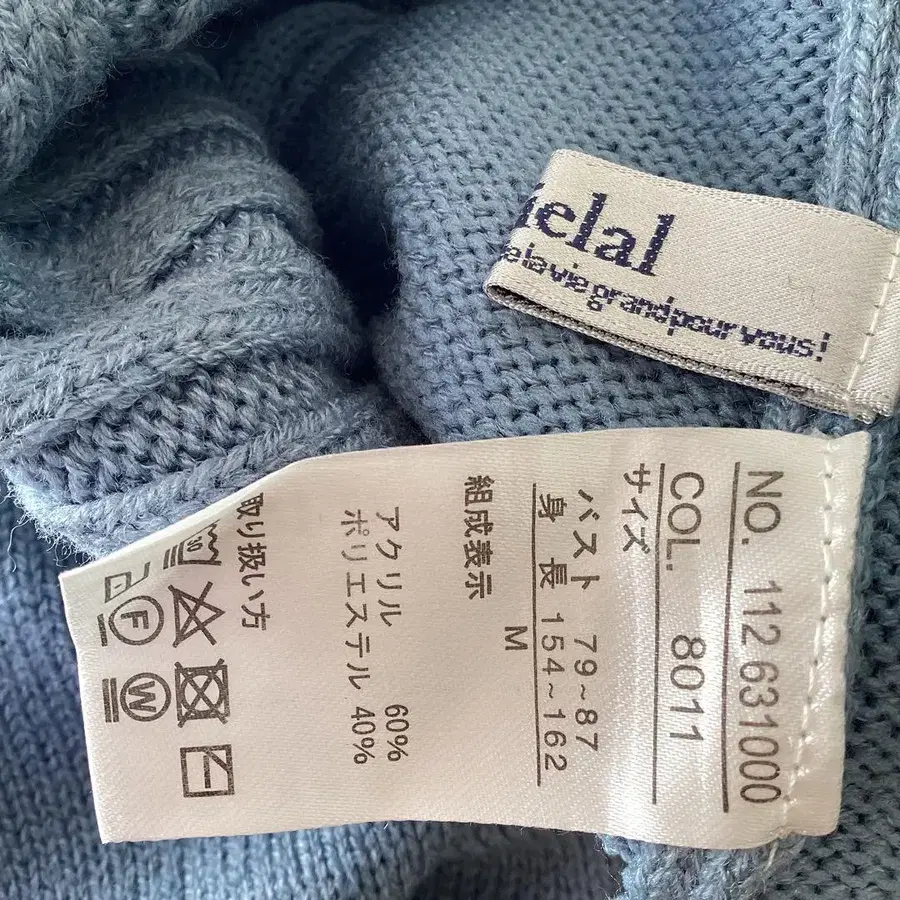 ielal
e la vie grand pour vous!
NO. 112 631000
COL. 8011
サイズ
バスト 79~87
身 長 154~162
M
組成表示
アクリル 60%
ポリエステル 40%
取り扱い方
30
F
W